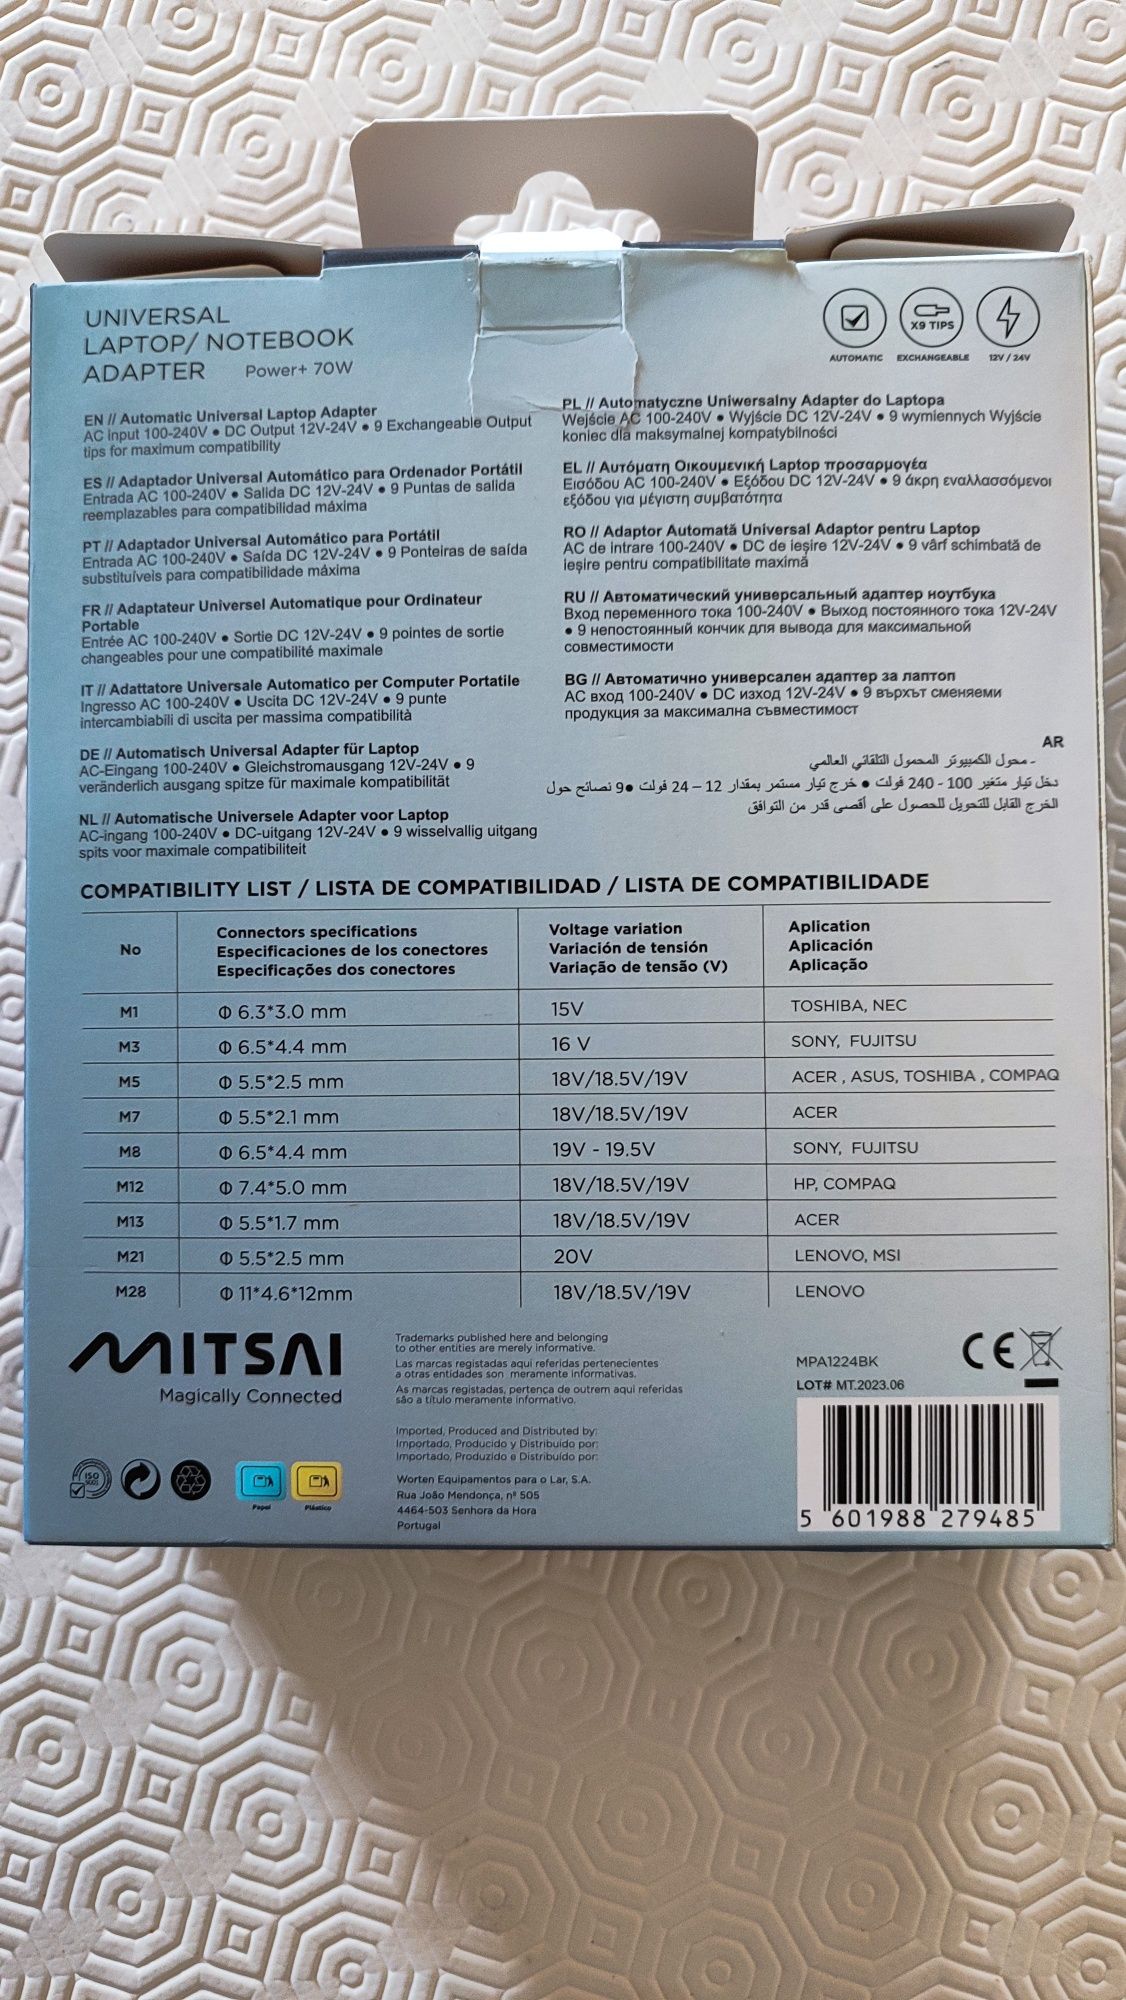 UNIVERSAL
LAPTOP/ NOTEBOOK
ADAPTER Power+ 70W
X9 TIPS
AUTOMATIC EXCHANGEABLE 12V / 24V
EN // Automatic Universal Laptop Adapter
AC input 100-240V • DC Output 12V-24V • 9 Exchangeable Output
tips for maximum compatibility
ES // Adaptador Universal Automático para Ordenador Portátil
Entrada AC 100-240V • Salida DC 12V-24V • 9 Puntas de salida
reemplazables para compatibilidad máxima
PT // Adaptador Universal Automático para Portátil
Entrada AC 100-240V • Saída DC 12V-24V • 9 Ponteiras de saída
substituíveis para compatibilidade máxima
FR // Adaptateur Universel Automatique pour Ordinateur
Portable
Entrée AC 100-240V • Sortie DC 12V-24V • 9 pointes de sortie
changeables pour une compatibilité maximale
IT // Adattatore Universale Automatico per Computer Portatile
Ingresso AC 100-240V • Uscita DC 12V-24V • 9 punte
intercambiabili di uscita per massima compatibilità
DE // Automatisch Universal Adapter für Laptop
AC-Eingang 100-240V • Gleichstromausgang 12V-24V • 9
veränderlich ausgang spitze für maximale kompatibilität
NL // Automatische Universele Adapter voor Laptop
AC-ingang 100-240V • DC-uitgang 12V-24V • 9 wisselvallig uitgang
spits voor maximale compatibiliteit
PL // Automatyczne Uniwersalny Adapter do Laptopa
Wejście AC 100-240V • Wyjście DC 12V-24V • 9 wymiennych Wyjście
koniec dla maksymalnej kompatybilności
EL // Αυτόματη Οικουμενική Laptop προσαρμογέα
Εισόδου AC 100-240V • Εξόδου DC 12V-24V • 9 άκρη εναλλασσόμενοι
εξόδου για μέγιστη συμβατότητα
RO // Adaptor Automată Universal Adaptor pentru Laptop
AC de intrare 100-240V • DC de ieșire 12V-24V • 9 vârf schimbată de
ieșire pentru compatibilitate maximă
RU // Автоматический универсальный адаптер ноутбука
Вход переменного тока 100-240V • Выход постоянного тока 12V-24V
• 9 непостоянный кончик для вывода для максимальной
совместимости
BG // Автоматично универсален адаптер за лаптоп
AC вход 100-240V • DC изход 12V-24V • 9 върхът сменяеми
продукция за максимална съвместимост
AR
- محول الكمبيوتر المحمول التلقائي العالمي
دخل تيار متغير 100 - 240 فولت • خرج تيار مستمر بمقدار 12 – 24 فولت •9 نصائح حول
الخرج القابل للتحويل للحصول على أقصى قدر من التوافق
COMPATIBILITY LIST / LISTA DE COMPATIBILIDAD / LISTA DE COMPATIBILIDADE
No
Connectors specifications
Especificaciones de los conectores
Especificações dos conectores
Voltage variation
Variación de tensión
Variação de tensão (V)
Aplication
Aplicación
Aplicação
M1 Φ 6.3*3.0 mm 15V TOSHIBA, NEC
M3 Φ 6.5*4.4 mm 16 V SONY, FUJITSU
M5 Φ 5.5*2.5 mm 18V/18.5V/19V ACER , ASUS, TOSHIBA , COMPAQ
M7 Φ 5.5*2.1 mm 18V/18.5V/19V ACER
M8 Φ 6.5*4.4 mm 19V - 19.5V SONY, FUJITSU
M12 Φ 7.4*5.0 mm 18V/18.5V/19V HP, COMPAQ
M13 Φ 5.5*1.7 mm 18V/18.5V/19V ACER
M21 Φ 5.5*2.5 mm 20V LENOVO, MSI
M28 Φ 11*4.6*12mm 18V/18.5V/19V LENOVO
MITSAI
Magically Connected
ISO
9001
Papel Plástico
Trademarks published here and belonging
to other entities are merely informative.
Las marcas registadas aqui referidas pertenecientes
a otras entidades son meramente informativas.
As marcas registadas, pertença de outrem aqui referidas
são a título meramente informativo.
Imported, Produced and Distributed by:
Importado, Producido y Distribuido por:
Importado, Produzido e Distribuído por:
Worten Equipamentos para o Lar, S.A.
Rua João Mendonça, nº 505
4464-503 Senhora da Hora
Portugal
CE
MPA1224BK
LOT# MT.2023.06
5 601988 279485